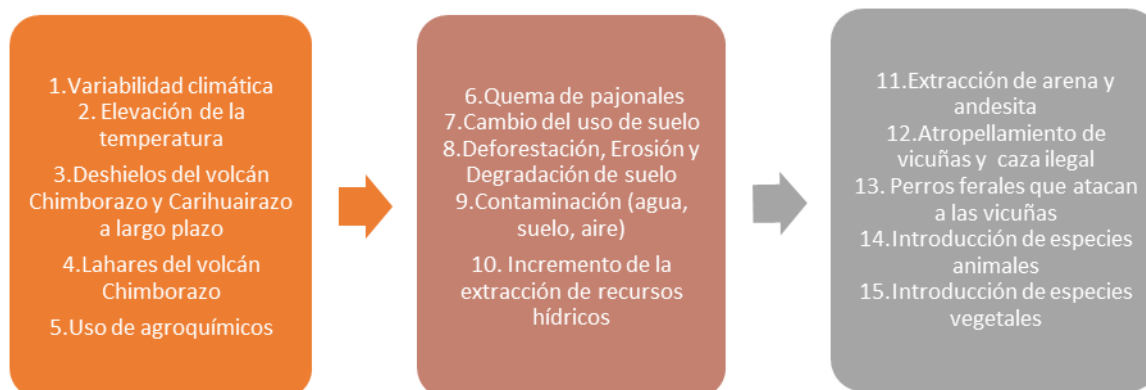 1.Variabilidad climática
2. Elevación de la
temperatura
3.Deshielos del volcán
Chimborazo y Carihuairazo
a largo plazo
4.Lahares del volcán
Chimborazo
5.Uso de agroquímicos
6.Quema de pajonales
7.Cambio del uso de suelo
8.Deforestación, Erosión y
Degradación de suelo
9.Contaminación (agua,
suelo, aire)
10. Incremento de la
extracción de recursos
hídricos
11.Extracción de arena y
andesita
12.Atropellamiento de
vicuñas y caza ilegal
13. Perros ferales que atacan
a las vicuñas
14.Introducción de especies
animales
15.Introducción de especies
vegetales